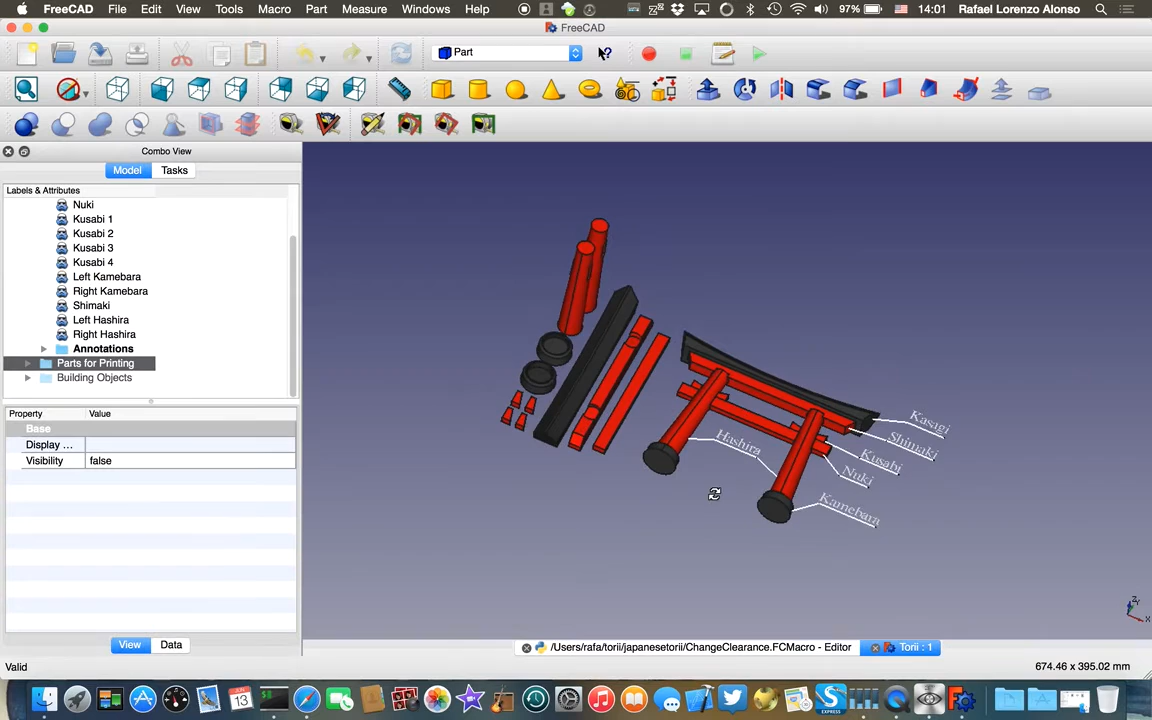 FreeCAD File Edit View Tools Macro Part Measure Windows Help 97% 14:01 Rafael Lorenzo Alonso
FreeCAD
Part
Combo View
Model Tasks
Labels & Attributes
Nuki
Kusabi 1
Kusabi 2
Kusabi 3
Kusabi 4
Left Kamebara
Right Kamebara
Shimaki
Left Hashira
Right Hashira
Annotations
Parts for Printing
Building Objects
Property Value
Base
Display ...
Visibility false
Kasagi
Shimaki
Hashira
Kusabi
Nuki
Kamebara
View Data
/Users/rafa/torii/japanesetorii/ChangeClearance.FCMacro - Editor
Torii : 1
Valid
674.46 x 395.02 mm